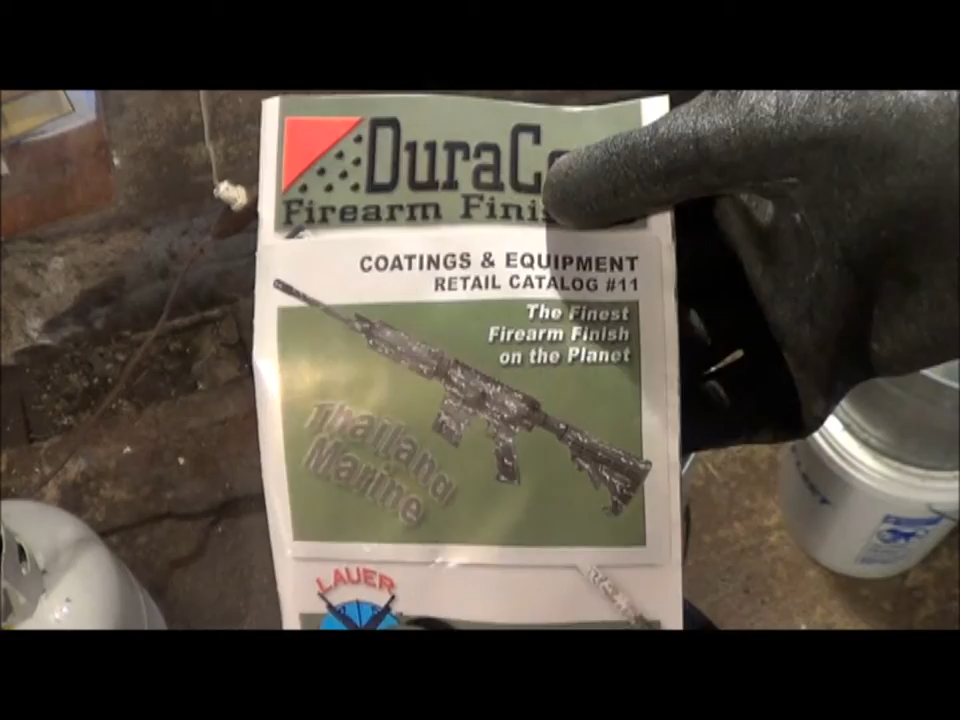 DuraC
Firearm Finis
COATINGS & EQUIPMENT
RETAIL CATALOG #11
The Finest
Firearm Finish
on the Planet
Thailand
Marine
LAUER